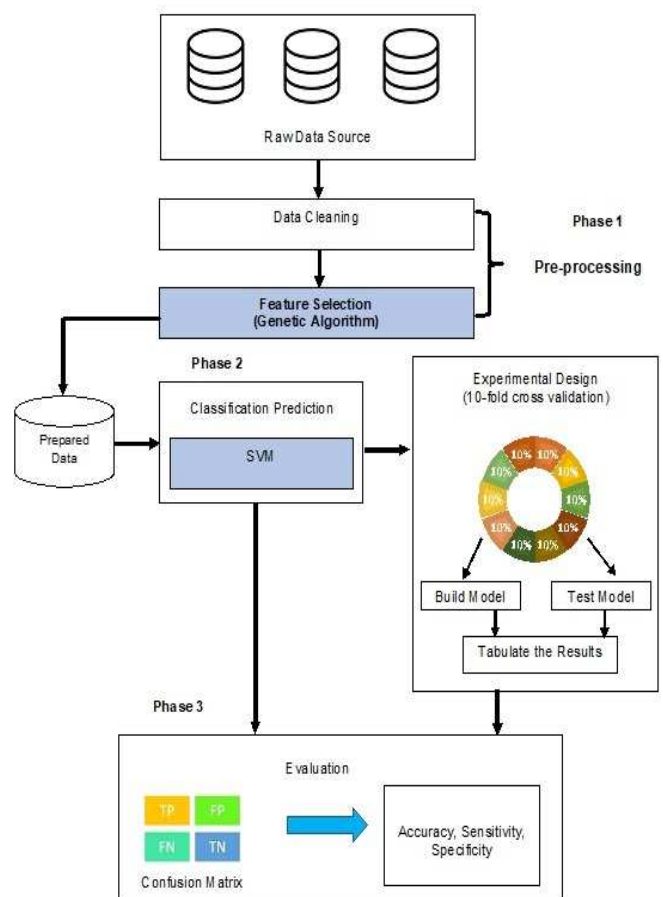 Raw Data Source
Data Cleaning
Phase 1
Pre-processing
Feature Selection
(Genetic Algorithm)
Phase 2
Prepared
Data
Classification Prediction
SVM
Experimental Design
(10-fold cross validation)
10% 10%
10% 10%
10% 10%
10% 10%
10% 10%
Build Model
Test Model
Tabulate the Results
Phase 3
Evaluation
TP FP
FN TN
Confusion Matrix
Accuracy, Sensitivity,
Specificity